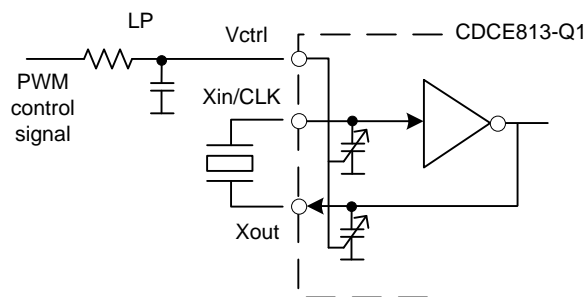 LP
Vctrl
CDCE813-Q1
PWM
control
signal
Xin/CLK
Xout